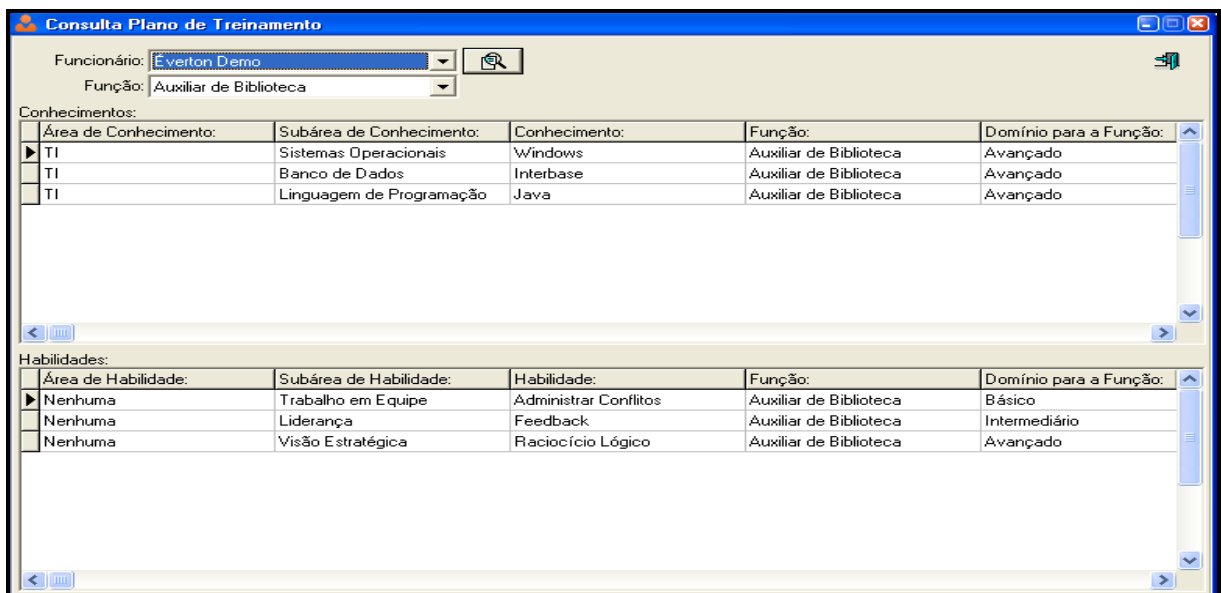 Consulta Plano de Treinamento
Funcionário: Éverton Demo
Função: Auxiliar de Biblioteca
Conhecimentos:
Área de Conhecimento: Subárea de Conhecimento: Conhecimento: Função: Domínio para a Função:
TI Sistemas Operacionais Windows Auxiliar de Biblioteca Avançado
TI Banco de Dados Interbase Auxiliar de Biblioteca Avançado
TI Linguagem de Programação Java Auxiliar de Biblioteca Avançado
Habilidades:
Área de Habilidade: Subárea de Habilidade: Habilidade: Função: Domínio para a Função:
Nenhuma Trabalho em Equipe Administrar Conflitos Auxiliar de Biblioteca Básico
Nenhuma Liderança Feedback Auxiliar de Biblioteca Intermediário
Nenhuma Visão Estratégica Raciocício Lógico Auxiliar de Biblioteca Avançado